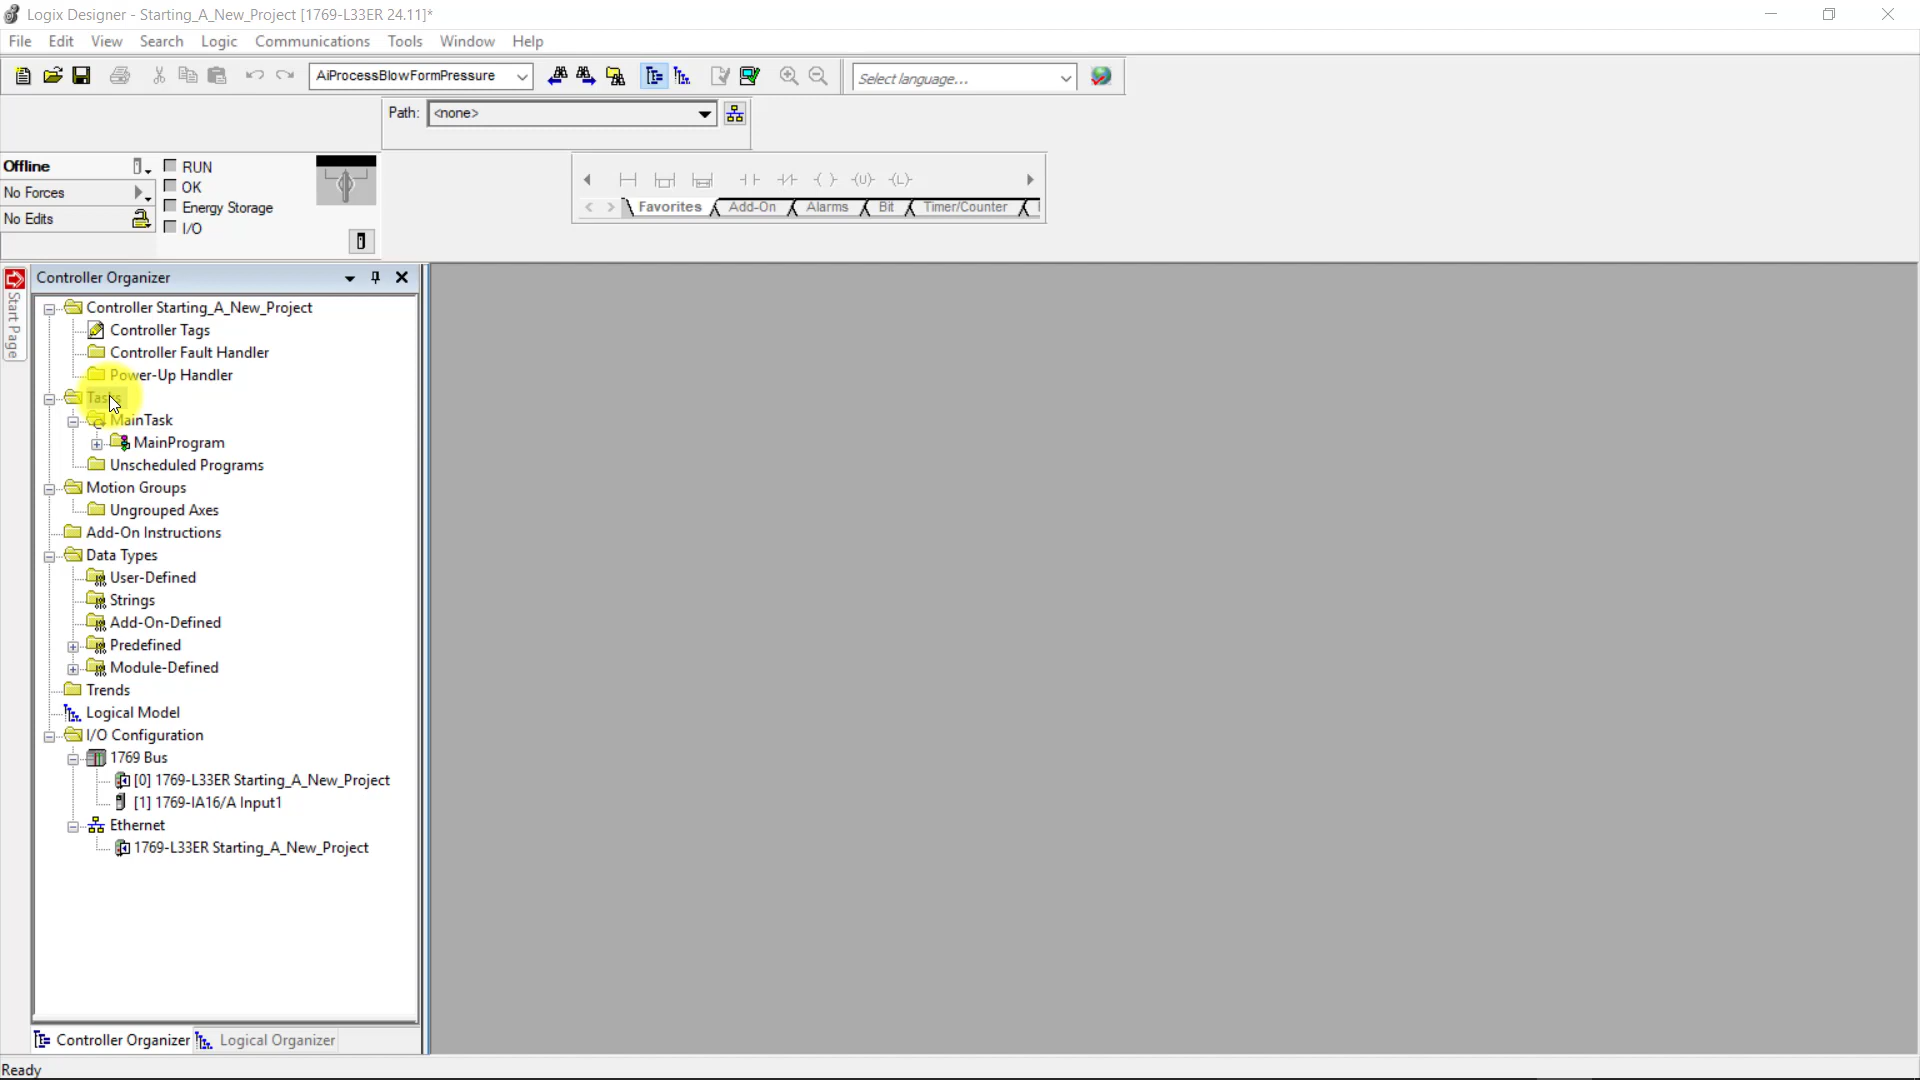 Logix Designer - Starting_A_New_Project [1769-L33ER 24.11]*
File Edit View Search Logic Communications Tools Window Help
AiProcessBlowFormPressure
Select language...
Path: <none>
Offline
RUN
No Forces
OK
Energy Storage
No Edits
I/O
Favorites Add-On Alarms Bit Timer/Counter
Start Page
Controller Organizer
Controller Starting_A_New_Project
Controller Tags
Controller Fault Handler
Power-Up Handler
Tasks
MainTask
MainProgram
Unscheduled Programs
Motion Groups
Ungrouped Axes
Add-On Instructions
Data Types
User-Defined
Strings
Add-On-Defined
Predefined
Module-Defined
Trends
Logical Model
I/O Configuration
1769 Bus
[0] 1769-L33ER Starting_A_New_Project
[1] 1769-IA16/A Input1
Ethernet
1769-L33ER Starting_A_New_Project
Controller Organizer Logical Organizer
Ready